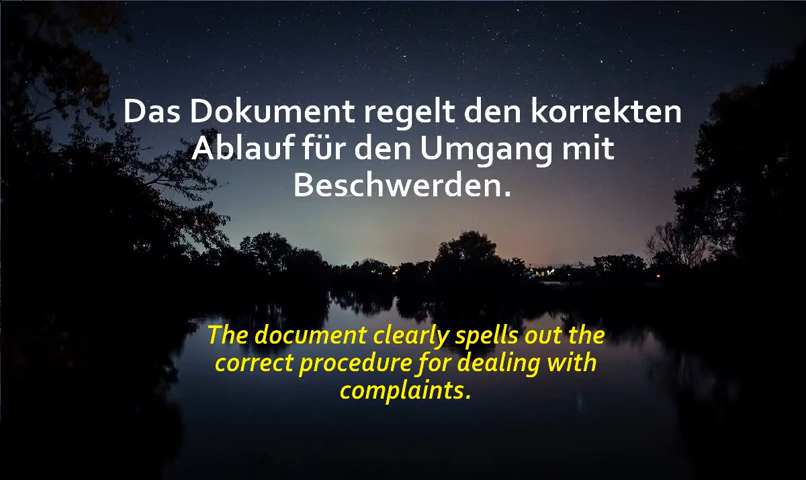 Das Dokument regelt den korrekten
Ablauf für den Umgang mit
Beschwerden.
The document clearly spells out the
correct procedure for dealing with
complaints.